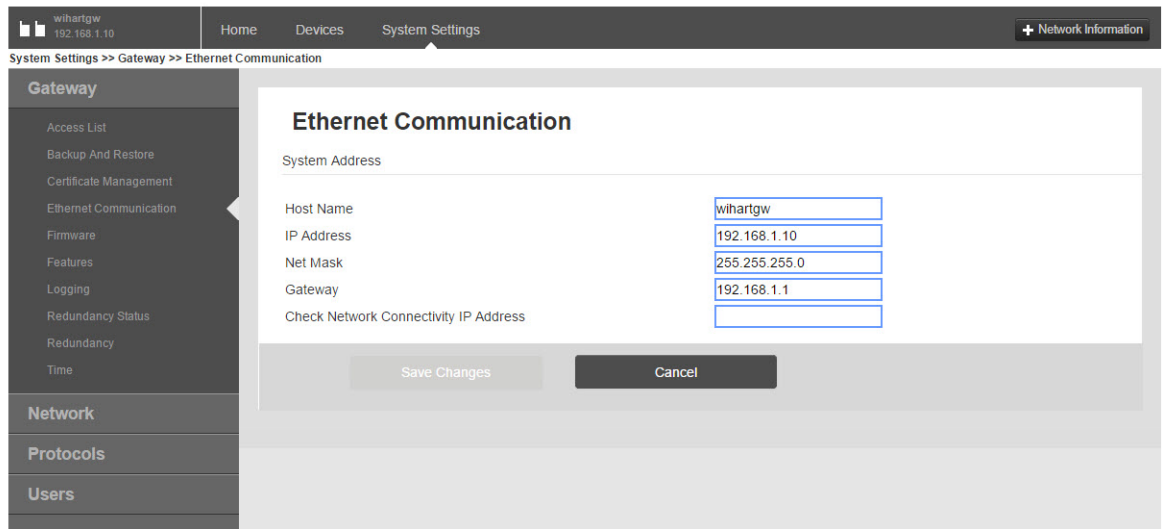 wihartgw
192.168.1.10
Home Devices System Settings
Network Information
System Settings >> Gateway >> Ethernet Communication
Gateway
Access List
Backup And Restore
Certificate Management
Ethernet Communication
Firmware
Features
Logging
Redundancy Status
Redundancy
Time
Network
Protocols
Users
Ethernet Communication
System Address
Host Name wihartgw
IP Address 192.168.1.10
Net Mask 255.255.255.0
Gateway 192.168.1.1
Check Network Connectivity IP Address
Save Changes Cancel